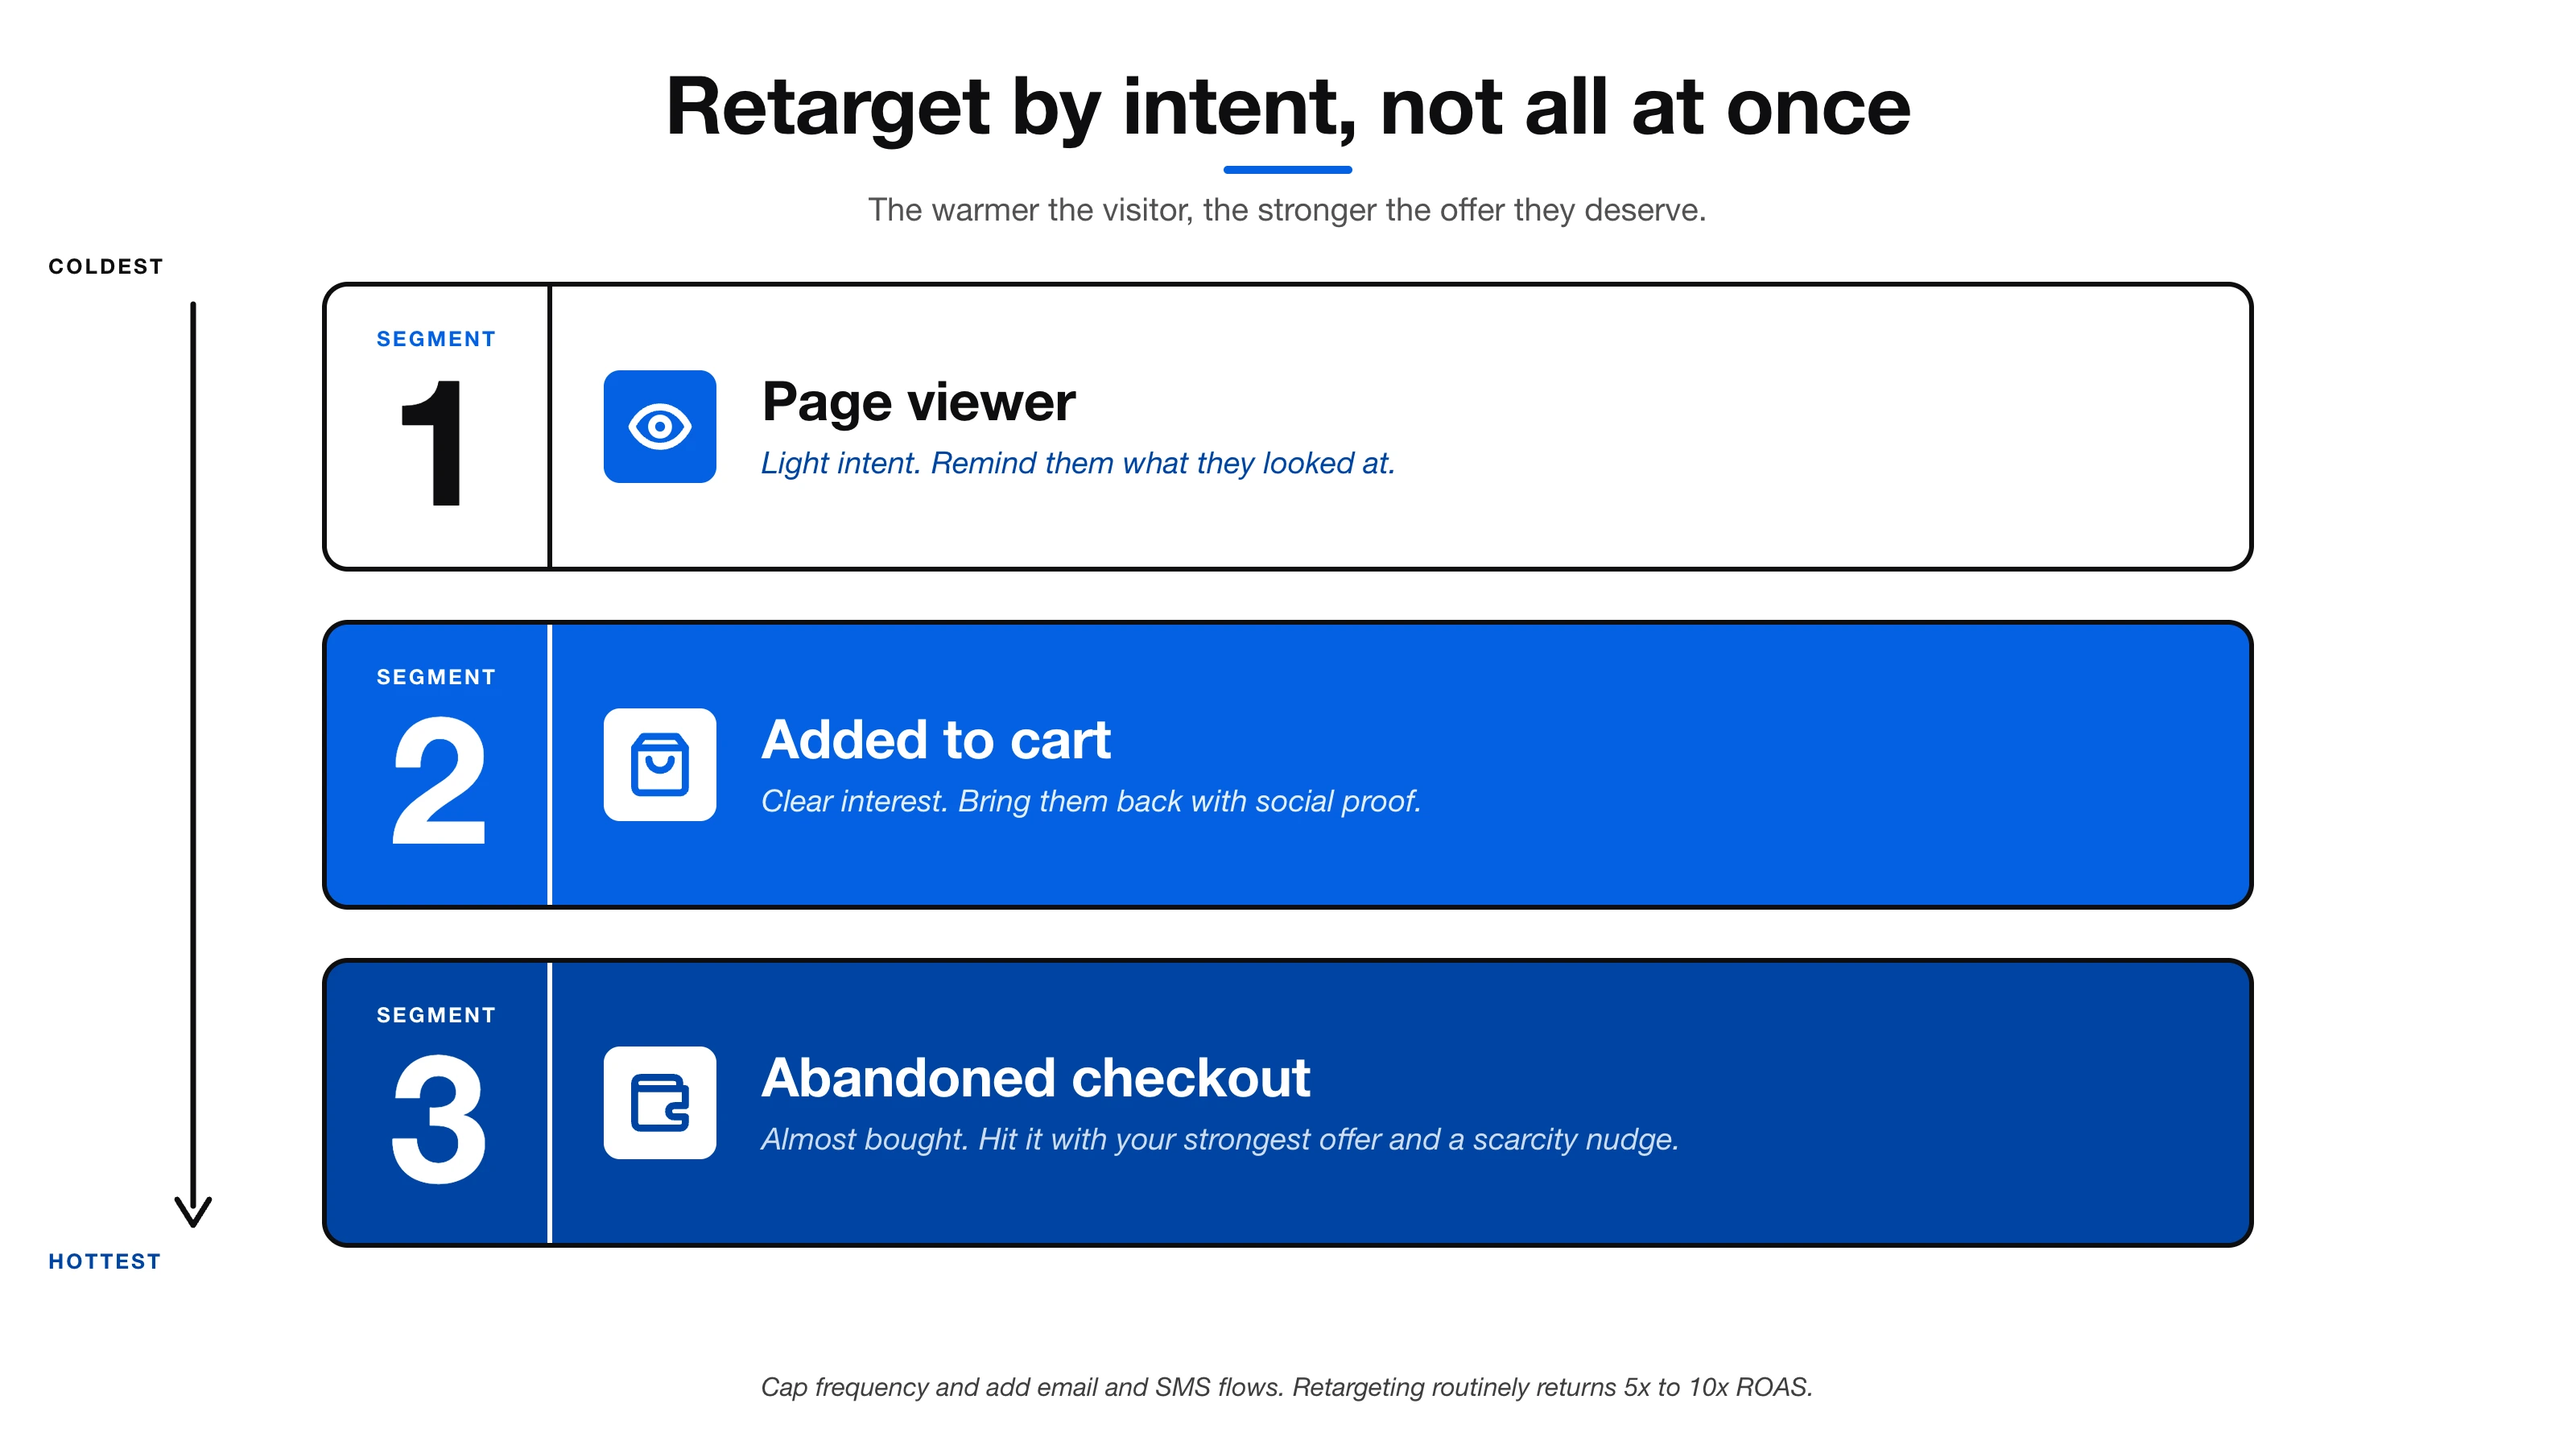 Retarget by intent, not all at once
The warmer the visitor, the stronger the offer they deserve.
COLDEST
SEGMENT
1
Page viewer
Light intent. Remind them what they looked at.
SEGMENT
2
Added to cart
Clear interest. Bring them back with social proof.
SEGMENT
3
Abandoned checkout
Almost bought. Hit it with your strongest offer and a scarcity nudge.
HOTTEST
Cap frequency and add email and SMS flows. Retargeting routinely returns 5x to 10x ROAS.